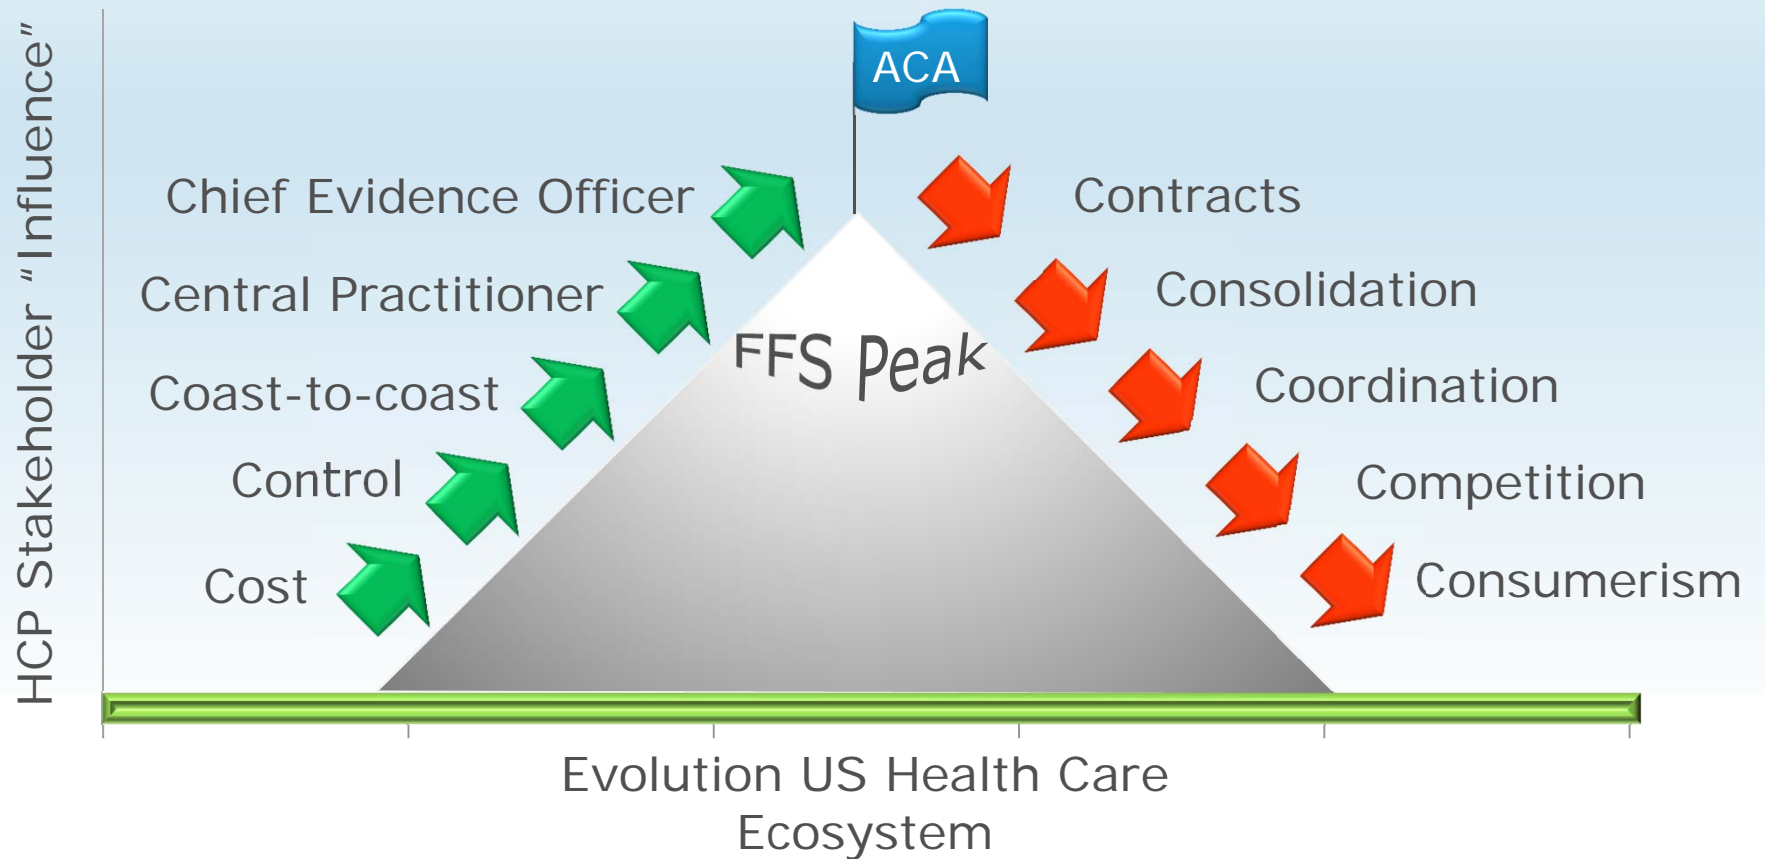 HCP Stakeholder “Influence”
ACA
Chief Evidence Officer
Central Practitioner
Coast-to-coast
Control
Cost
FFS Peak
Contracts
Consolidation
Coordination
Competition
Consumerism
Evolution US Health Care
Ecosystem